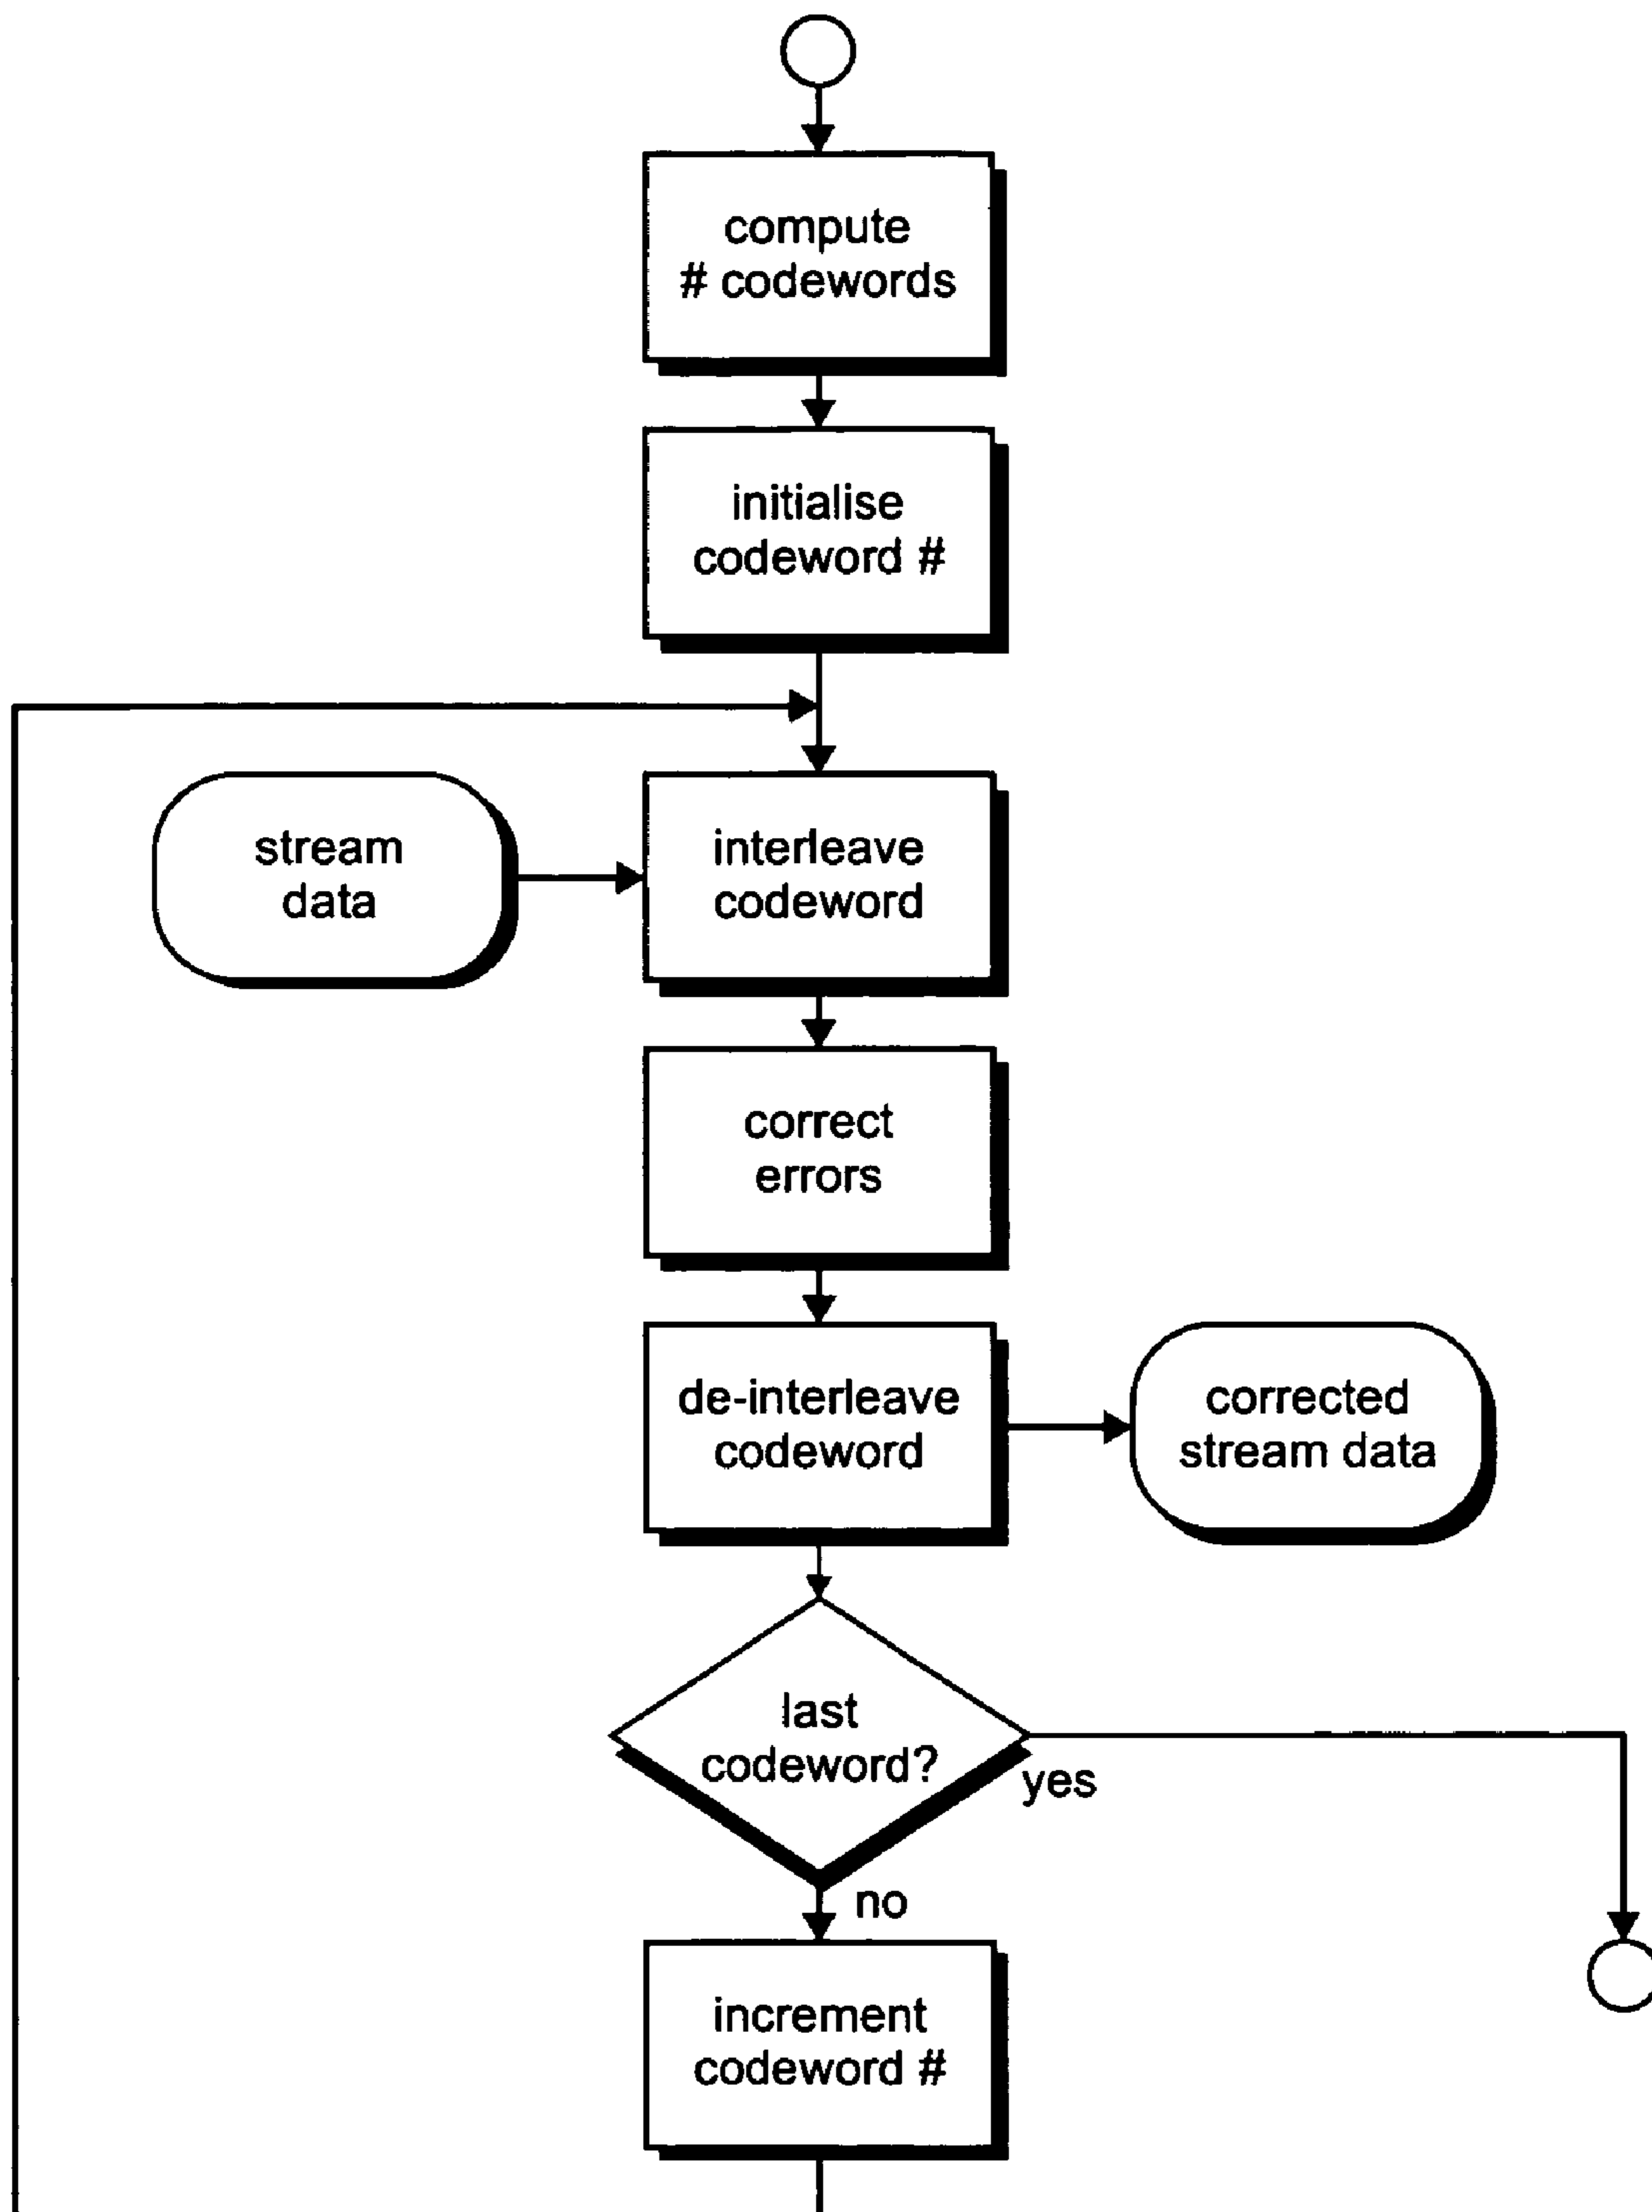 compute
# codewords
initialise
codeword #
stream
data
interleave
codeword
correct
errors
de-interleave
codeword
corrected
stream data
last
codeword?
yes
no
increment
codeword #